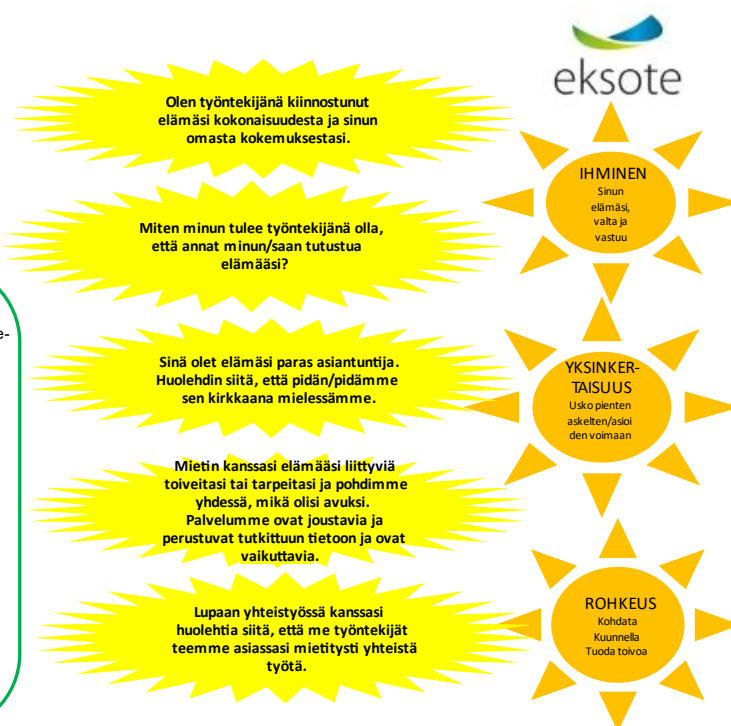 eksote
Olen työntekijänä kiinnostunut
elämäsi kokonaisuudesta ja sinun
omasta kokemuksestasi.
IHMINEN
Sinun
elämäsi,
valta ja
vastuu
Miten minun tulee työntekijänä olla,
että annat minun/saan tutustua
elämääsi?
e-
Sinä olet elämäsi paras asiantuntija.
Huolehdin siitä, että pidän/pidämme
sen kirkkaana mielessämme.
YKSINKER-
TAISUUS
Usko pienten
askelten/asioi
den voimaan
Mietin kanssasi elämääsi liittyviä
toiveitasi tai tarpeitasi ja pohdimme
yhdessä, mikä olisi avuksi.
Palvelumme ovat joustavia ja
perustuvat tutkittuun tietoon ja ovat
vaikuttavia.
Lupaan yhteistyössä kanssasi
huolehtia siitä, että me työntekijät
teemme asiassasi mietitysti yhteistä
työtä.
ROHKEUS
Kohdata
Kuunnella
Tuoda toivoa